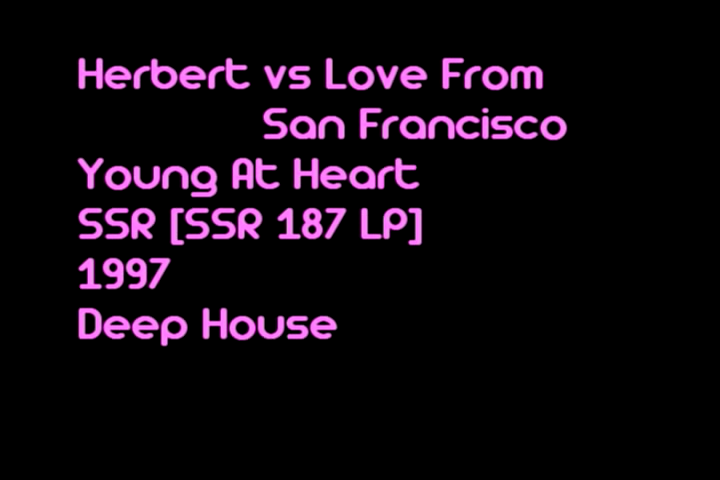 Herbert vs Love From
San Francisco
Young At Heart
SSR [SSR 187 LP]
1997
Deep House